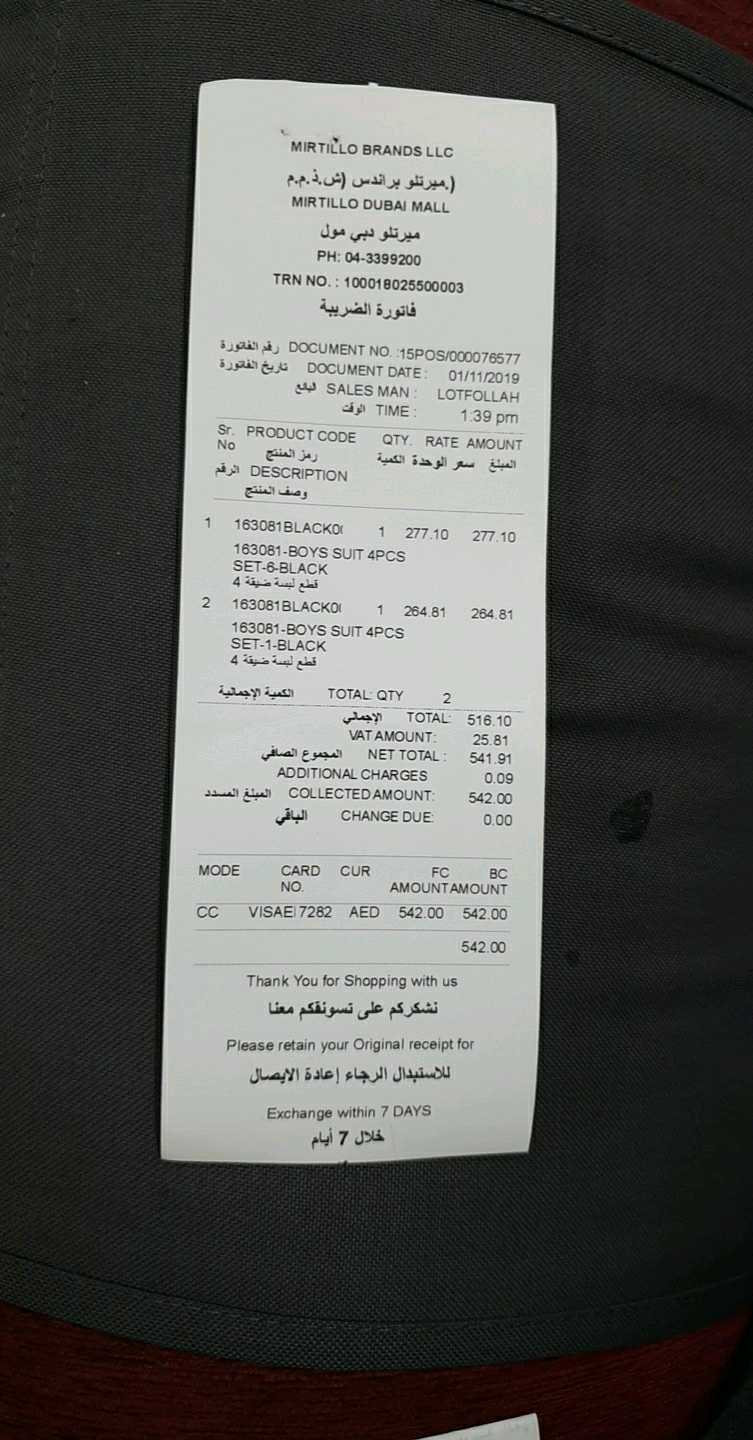 MIRTILLO BRANDS LLC
(.ميرتلو براندس (ش.ذ.م.م
MIRTILLO DUBAI MALL
ميرتلو دبي مول
PH: 04-3399200
TRN NO. : 100018025500003
فاتورة الضريبة
رقم الفاتورة DOCUMENT NO. :15POS/000076577
تاريخ الفاتورة DOCUMENT DATE : 01/11/2019
البائع SALES MAN : LOTFOLLAH
الوقت TIME : 1.39 pm
Sr. PRODUCT CODE QTY. RATE AMOUNT
No رمز المنتج الكمية سعر الوحدة المبلغ
الرقم DESCRIPTION
وصف المنتج
1 163081BLACK0 1 277.10 277.10
163081-BOYS SUIT 4PCS
SET-6-BLACK
4 قطع لبسة ضيقة
2 163081BLACK0 1 264.81 264.81
163081-BOYS SUIT 4PCS
SET-1-BLACK
4 قطع لبسة ضيقة
الكمية الإجمالية TOTAL: QTY 2
الإجمالي TOTAL: 516.10
VAT AMOUNT : 25.81
المجموع الصافي NET TOTAL : 541.91
ADDITIONAL CHARGES 0.09
المبلغ المسدد COLLECTED AMOUNT: 542.00
الباقي CHANGE DUE: 0.00
MODE CARD CUR FC BC
NO. AMOUNT AMOUNT
CC VISAE 7282 AED 542.00 542.00
542.00
Thank You for Shopping with us
نشكركم على تسونقكم معنا
Please retain your Original receipt for
للاستبدال الرجاء إعادة الايصال
Exchange within 7 DAYS
خلال 7 أيام